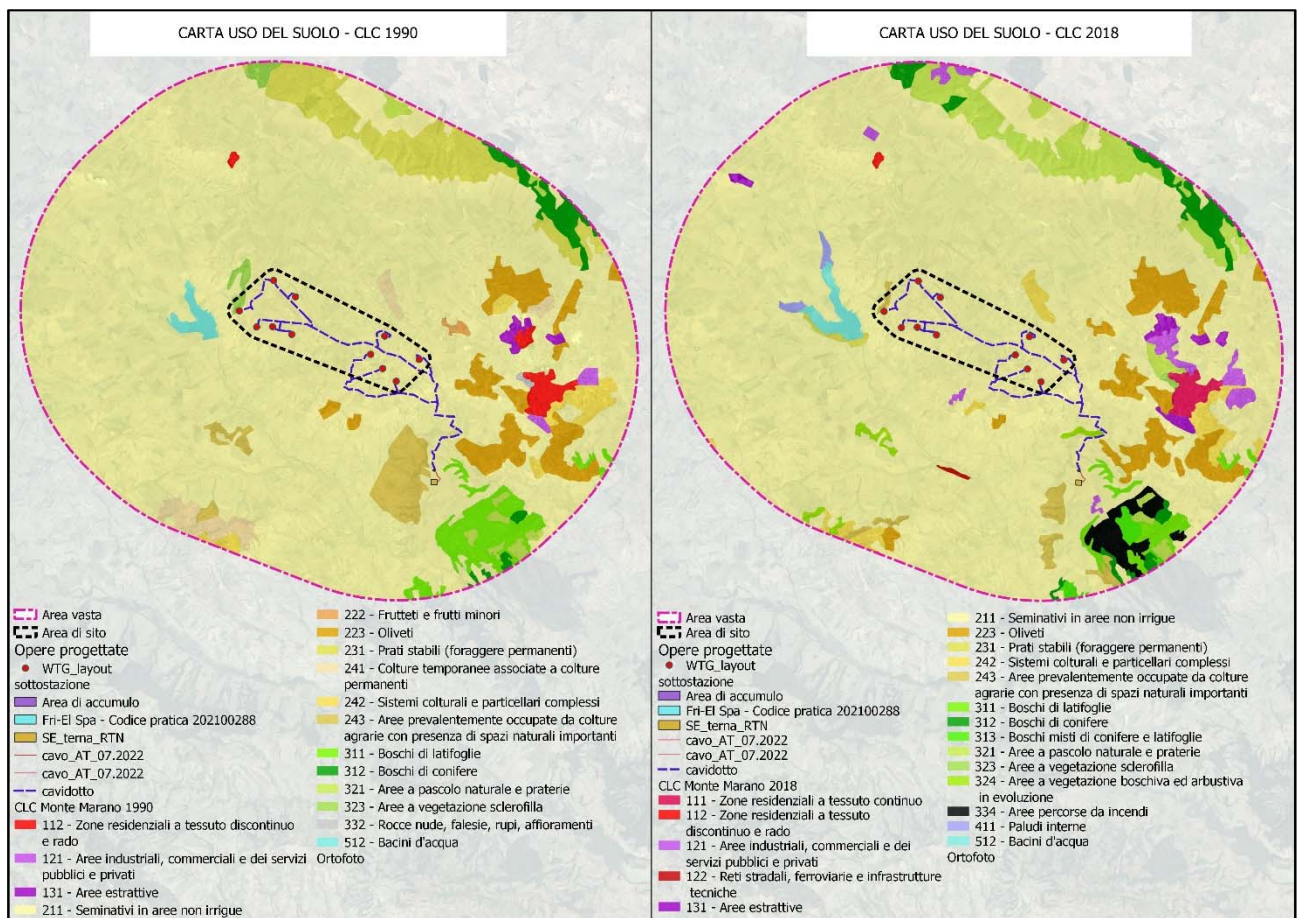 CARTA USO DEL SUOLO - CLC 1990
Area vasta
Area di sito
Opere progettate
WTG_layout
sottostazione
Area di accumulo
Fri-El Spa - Codice pratica 202100288
SE_terna_RTN
cavo_AT_07.2022
cavo_AT_07.2022
cavidotto
CLC Monte Marano 1990
112 - Zone residenziali a tessuto discontinuo
e rado
121 - Aree industriali, commerciali e dei servizi
pubblici e privati
131 - Aree estrattive
211 - Seminativi in aree non irrigue
222 - Frutteti e frutti minori
223 - Oliveti
231 - Prati stabili (foraggere permanenti)
241 - Colture temporanee associate a colture
permanenti
242 - Sistemi colturali e particellari complessi
243 - Aree prevalentemente occupate da colture
agrarie con presenza di spazi naturali importanti
311 - Boschi di latifoglie
312 - Boschi di conifere
321 - Aree a pascolo naturale e praterie
323 - Aree a vegetazione sclerofilla
332 - Rocce nude, falesie, rupi, affioramenti
512 - Bacini d'acqua
Ortofoto
CARTA USO DEL SUOLO - CLC 2018
Area vasta
Area di sito
Opere progettate
WTG_layout
sottostazione
Area di accumulo
Fri-El Spa - Codice pratica 202100288
SE_terna_RTN
cavo_AT_07.2022
cavo_AT_07.2022
cavidotto
CLC Monte Marano 2018
111 - Zone residenziali a tessuto continuo
112 - Zone residenziali a tessuto
discontinuo e rado
121 - Aree industriali, commerciali e dei
servizi pubblici e privati
122 - Reti stradali, ferroviarie e infrastrutture
tecniche
131 - Aree estrattive
211 - Seminativi in aree non irrigue
223 - Oliveti
231 - Prati stabili (foraggere permanenti)
242 - Sistemi colturali e particellari complessi
243 - Aree prevalentemente occupate da colture
agrarie con presenza di spazi naturali importanti
311 - Boschi di latifoglie
312 - Boschi di conifere
313 - Boschi misti di conifere e latifoglie
321 - Aree a pascolo naturale e praterie
323 - Aree a vegetazione sclerofilla
324 - Aree a vegetazione boschiva ed arbustiva
in evoluzione
334 - Aree percorse da incendi
411 - Paludi interne
512 - Bacini d'acqua
Ortofoto